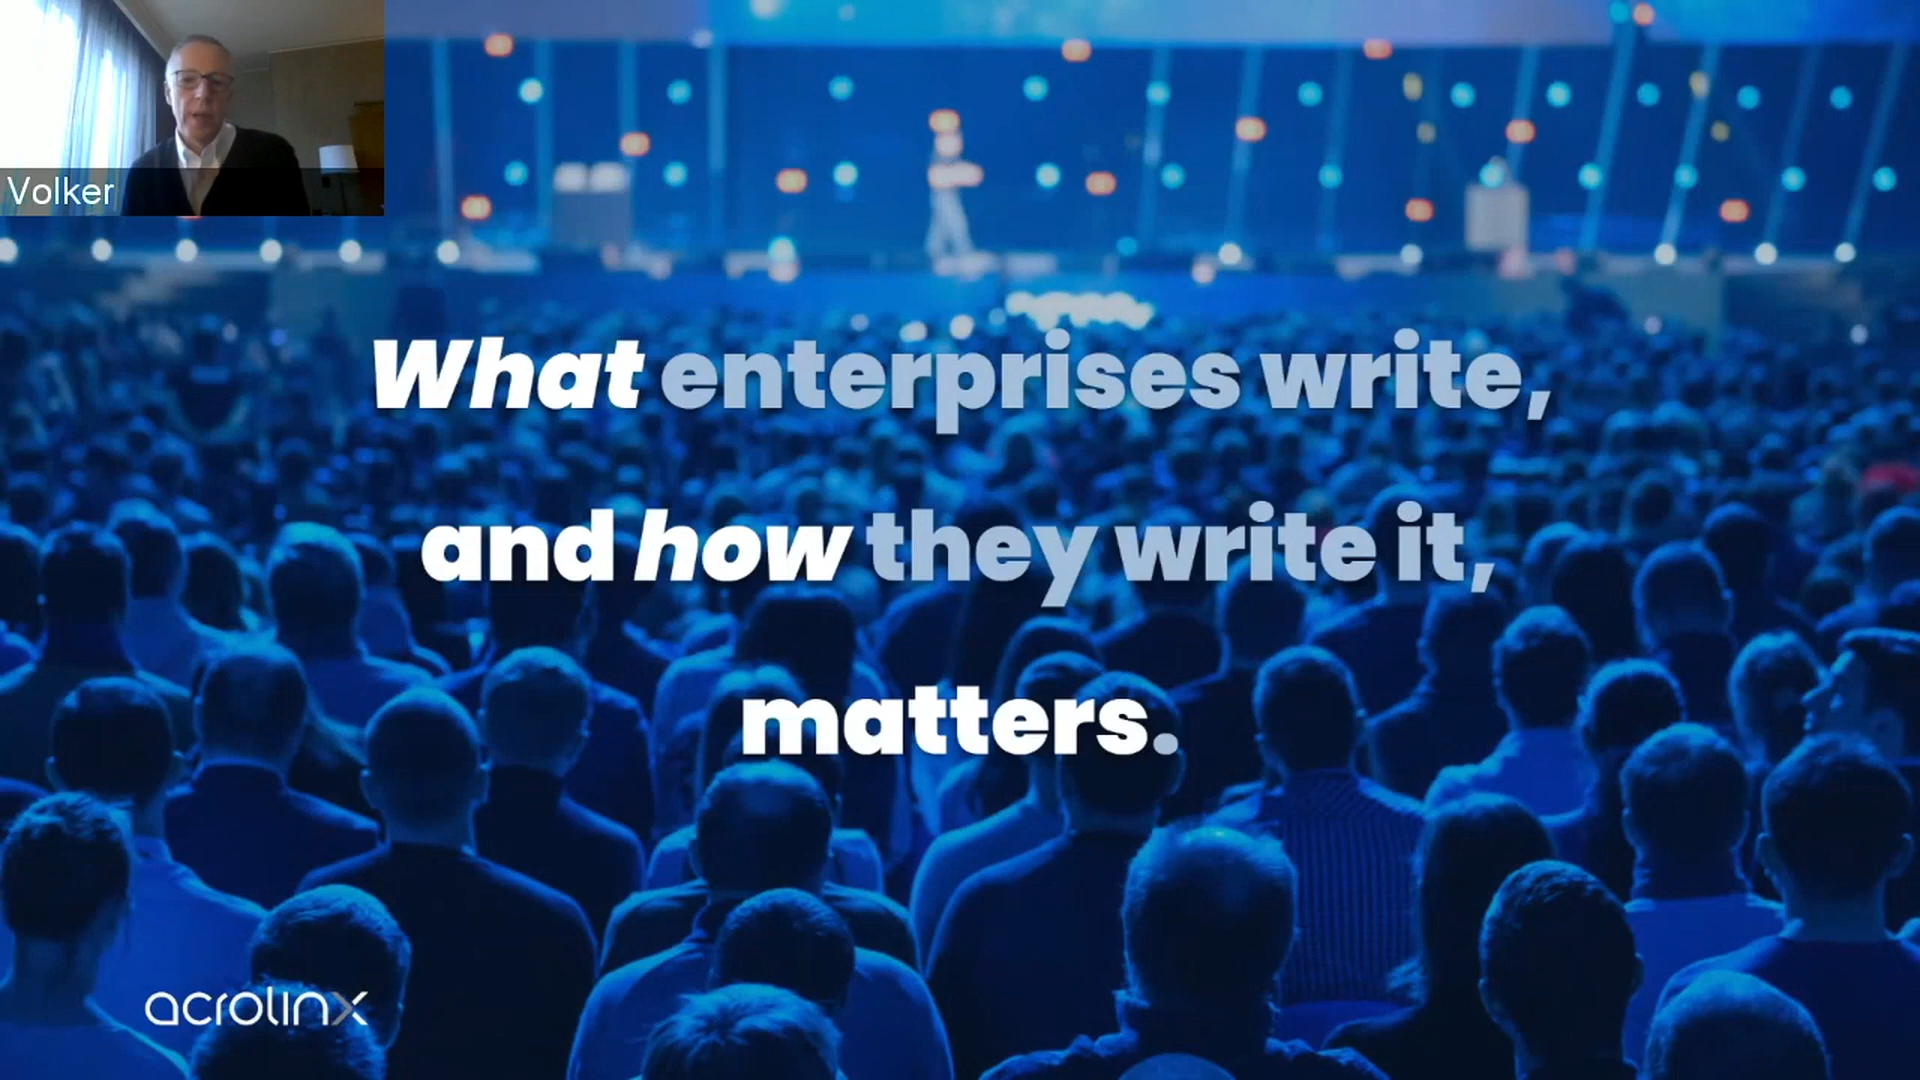 Volker
What enterprises write,
and how they write it,
matters.
acrolinx